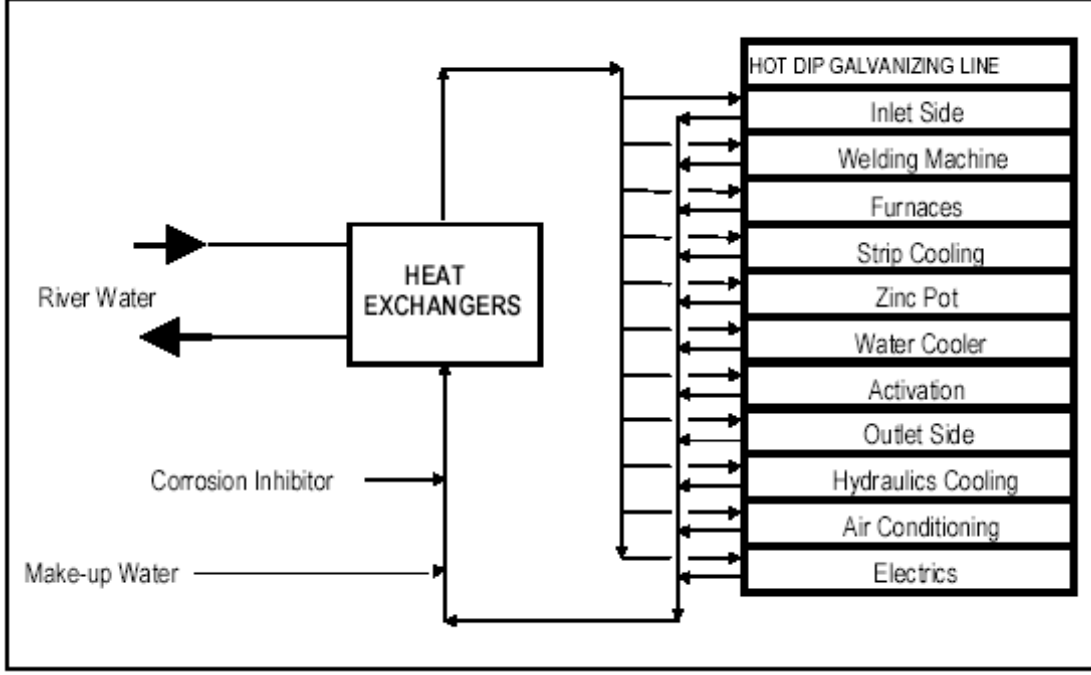 HOT DIP GALVANIZING LINE
Inlet Side
Welding Machine
Furnaces
Strip Cooling
Zinc Pot
Water Cooler
Activation
Outlet Side
Hydraulics Cooling
Air Conditioning
Electrics
River Water
HEAT
EXCHANGERS
Corrosion Inhibitor
Make-up Water